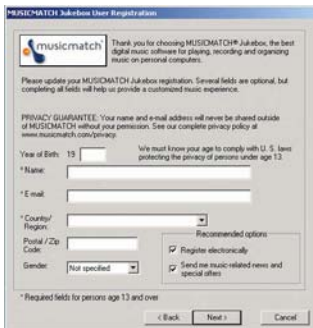 MUSICMATCH Jukebox User Registration
musicmatch
Thank you for choosing MUSICMATCH® Jukebox, the best
digital music software for playing, recording and organizing
music on personal computers.
Please update your MUSICMATCH Jukebox registration. Several fields are optional, but
completing all fields will help us provide a customized music experience.
PRIVACY GUARANTEE: Your name and e-mail address will never be shared outside
of MUSICMATCH without your permission. See our complete privacy policy at
www.musicmatch.com/privacy.
Year of Birth: 19
We must know your age to comply with U. S. laws
protecting the privacy of persons under age 13.
* Name:
* E-mail:
* Country/
Region:
Postal / Zip
Code:
Recommended options
Register electronically
Gender:
Not specified
Send me music-related news and
special offers
* Required fields for persons age 13 and over
< Back
Next >
Cancel